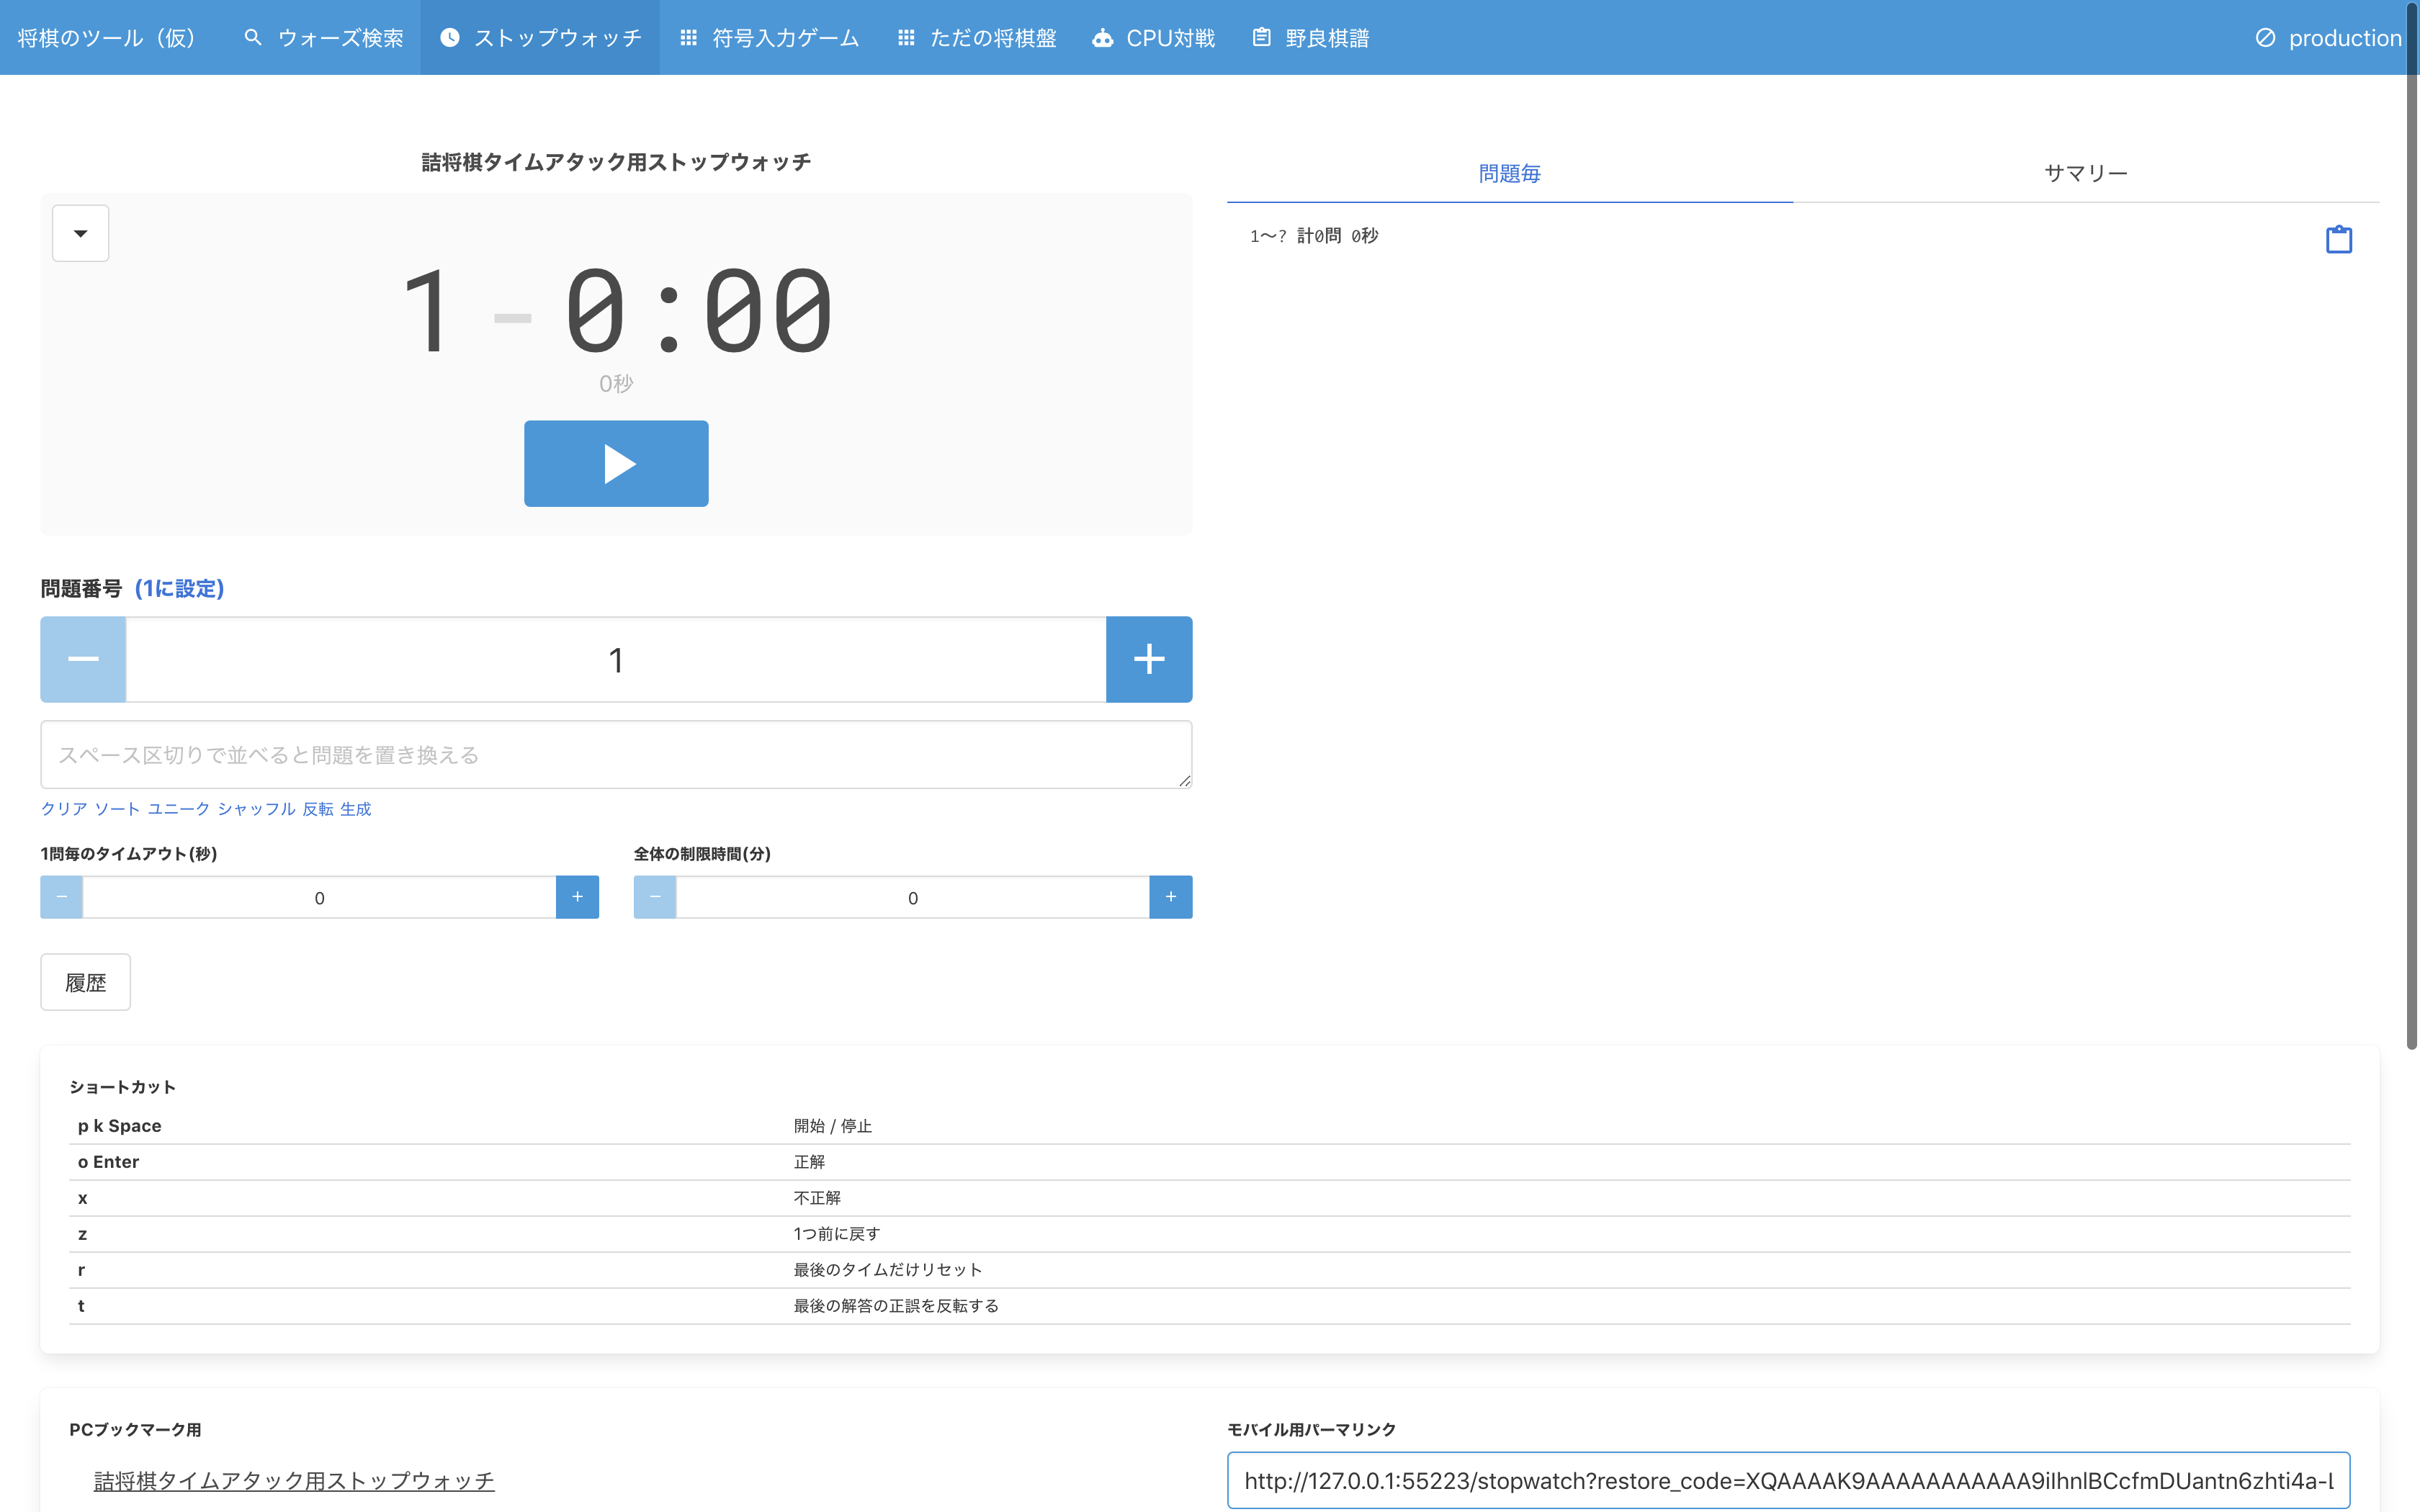 将棋のツール（仮） ウォーズ検索 ストップウォッチ 符号入力ゲーム ただの将棋盤 CPU対戦 野良棋譜 production
詰将棋タイムアタック用ストップウォッチ
1 - 0:00
0秒
問題番号 (1に設定)
1
スペース区切りで並べると問題を置き換える
クリア ソート ユニーク シャッフル 反転 生成
1問毎のタイムアウト(秒) 全体の制限時間(分)
0 0
履歴
問題毎 サマリー
1〜? 計0問 0秒
ショートカット
p k Space 開始 / 停止
o Enter 正解
x 不正解
z 1つ前に戻す
r 最後のタイムだけリセット
t 最後の解答の正誤を反転する
PCブックマーク用
詰将棋タイムアタック用ストップウォッチ
モバイル用パーマリンク